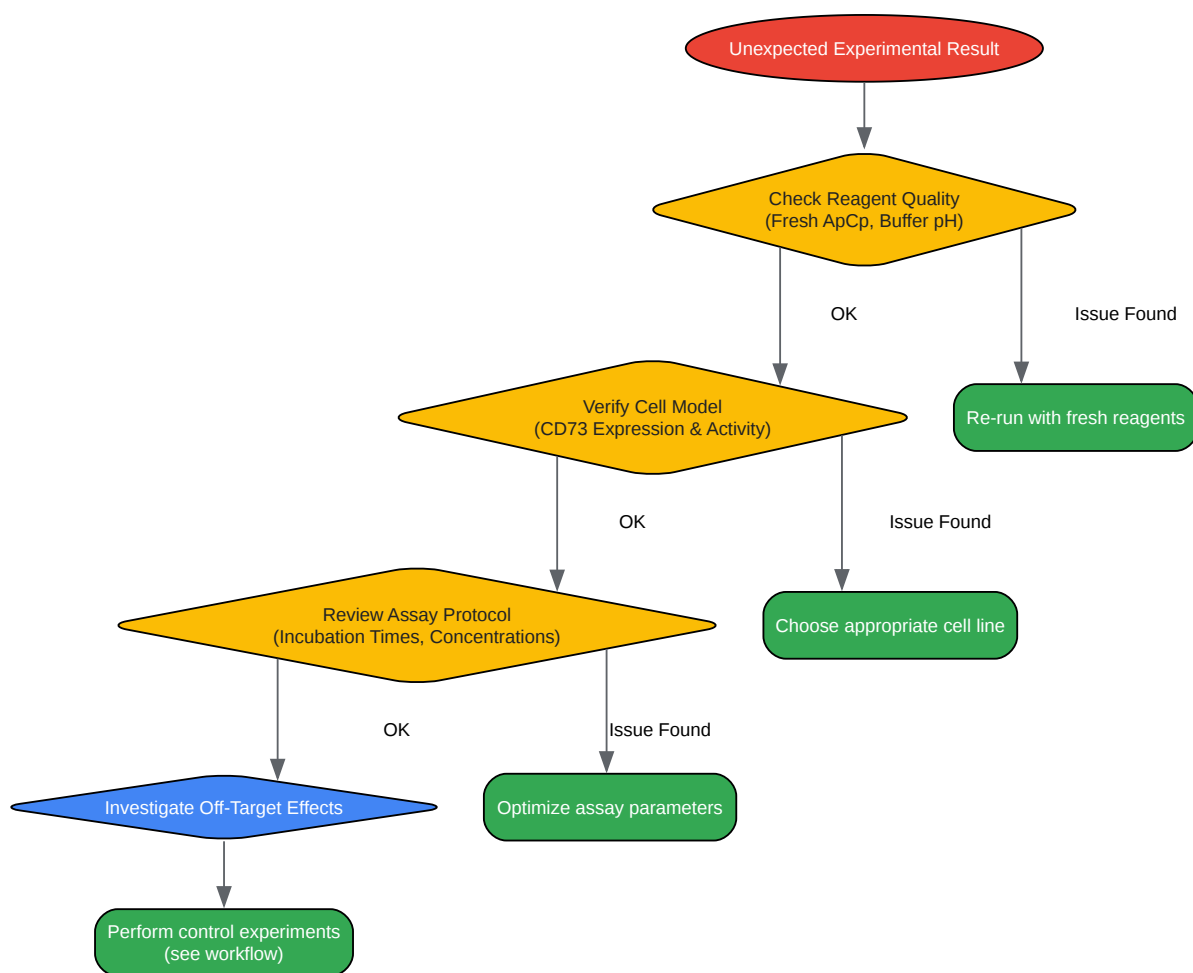 Unexpected Experimental Result
Check Reagent Quality
(Fresh ApCp, Buffer pH)
OK
Issue Found
Verify Cell Model
(CD73 Expression & Activity)
Re-run with fresh reagents
OK
Issue Found
Review Assay Protocol
(Incubation Times, Concentrations)
Choose appropriate cell line
OK
Issue Found
Investigate Off-Target Effects
Optimize assay parameters
Perform control experiments
(see workflow)